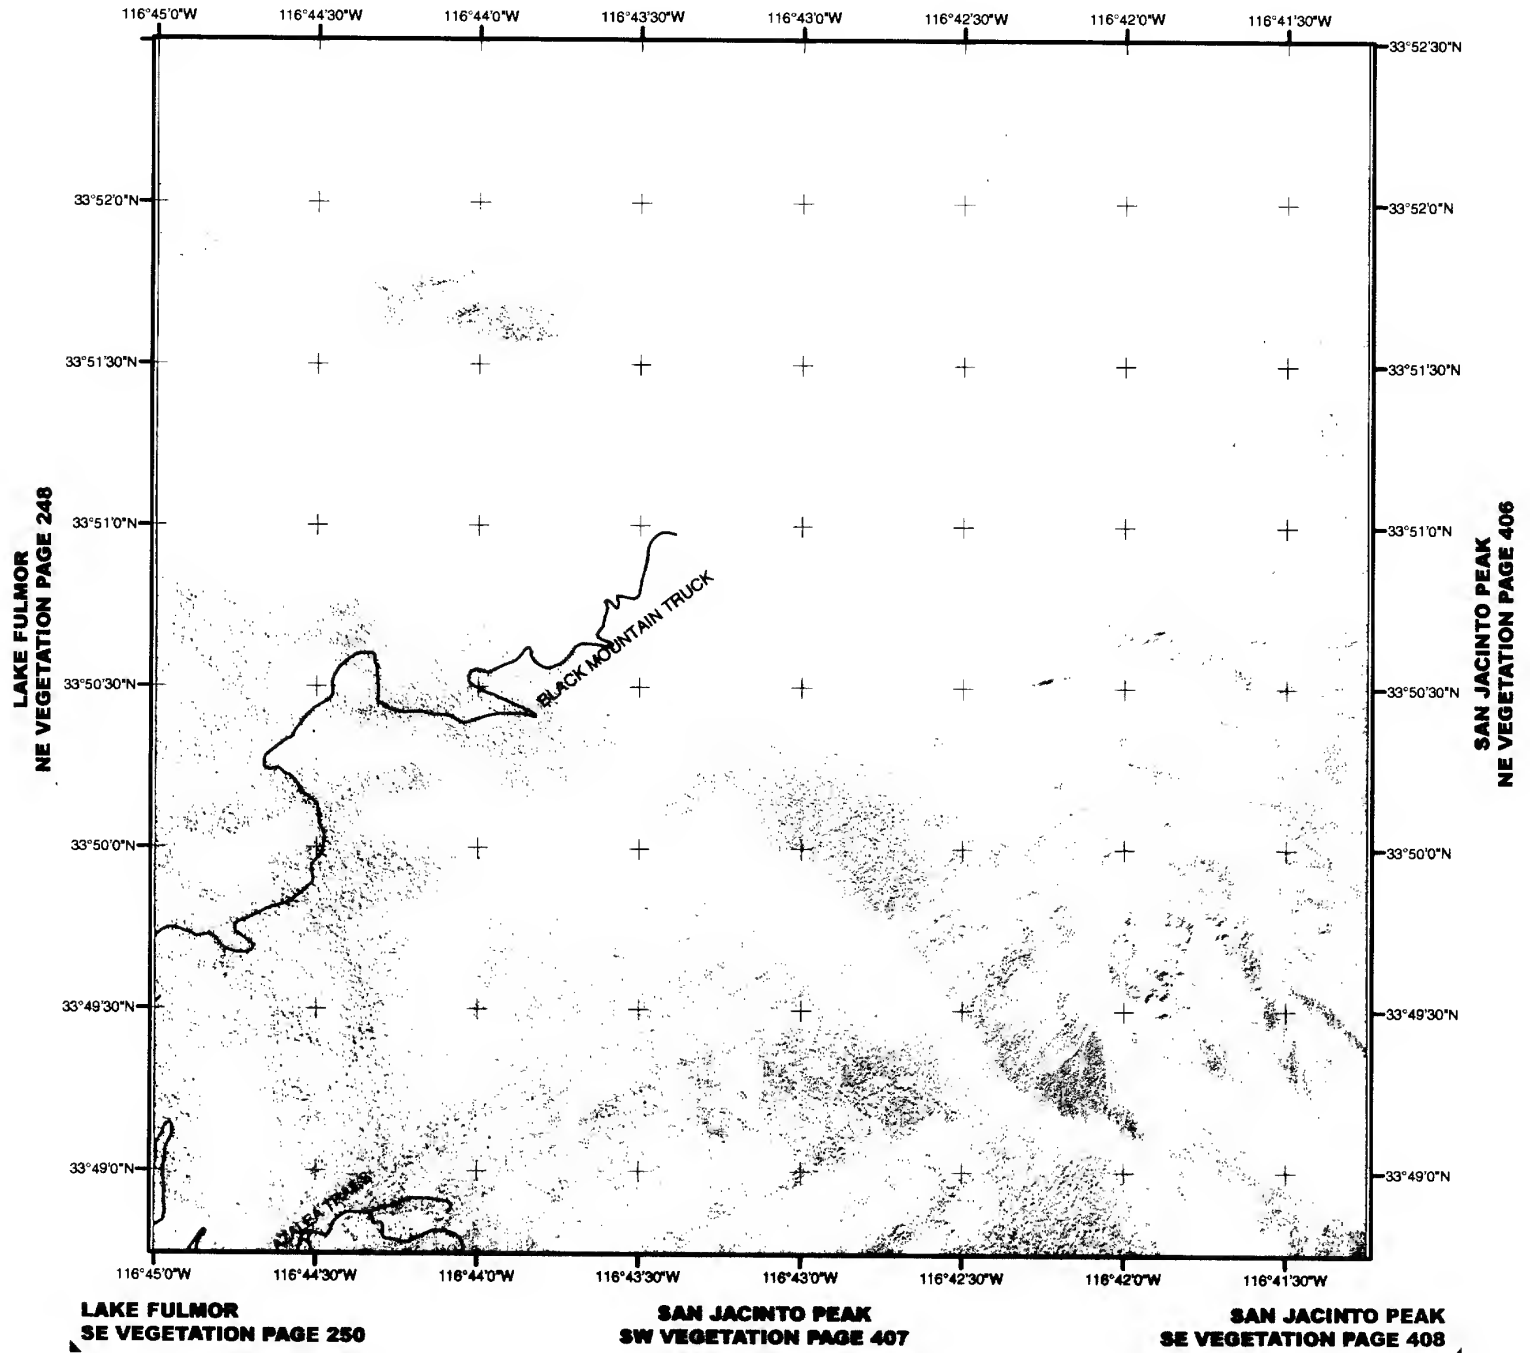 116°45'0"W 116°44'30"W 116°44'0"W 116°43'30"W 116°43'0"W 116°42'30"W 116°42'0"W 116°41'30"W
33°52'30"N
33°52'0"N 33°52'0"N
33°51'30"N 33°51'30"N
LAKE FULMOR
NE VEGETATION PAGE 248
SAN JACINTO PEAK
NE VEGETATION PAGE 406
33°51'0"N 33°51'0"N
BLACK MOUNTAIN TRUCK
33°50'30"N 33°50'30"N
33°50'0"N 33°50'0"N
33°49'30"N 33°49'30"N
33°49'0"N 33°49'0"N
116°45'0"W 116°44'30"W 116°44'0"W 116°43'30"W 116°43'0"W 116°42'30"W 116°42'0"W 116°41'30"W
LAKE FULMOR
SE VEGETATION PAGE 250
SAN JACINTO PEAK
SW VEGETATION PAGE 407
SAN JACINTO PEAK
SE VEGETATION PAGE 408